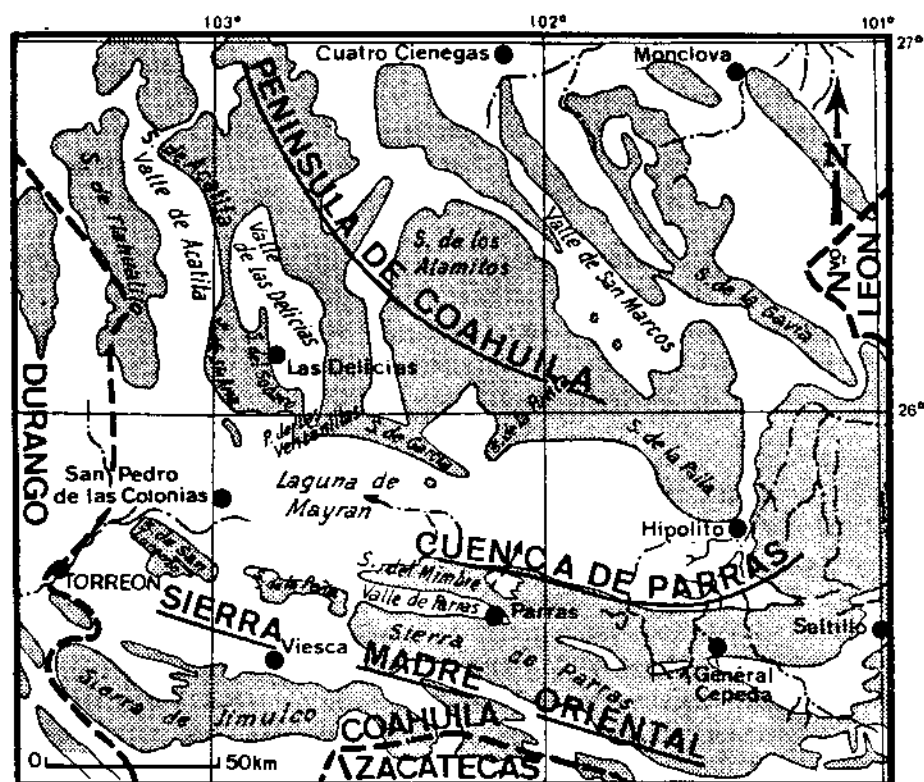 103°
102°
101°
27°
26°
Cuatro Cienegas
Monclova
PENINSULA DE COAHUILA
N
S. de Tlahualilo
Valle de Acatita
S. de Acatita
Valle de las Delicias
S. de los Alamitos
Valle de San Marcos
S. de la Gavia
N^vo
LEON
Las Delicias
DURANGO
S. de la Paila
San Pedro
de las Colonias
Laguna de
Mayran
Hipolito
CUENCA DE PARRAS
TORREON
S. del Mimbre
Valle de Parras
Parras
SIERRA
MADRE
ORIENTAL
Viesca
Sierra
de Parras
General
Cepeda
Saltillo
Sierra de Jimulco
COAHUILA
ZACATECAS
0
50km